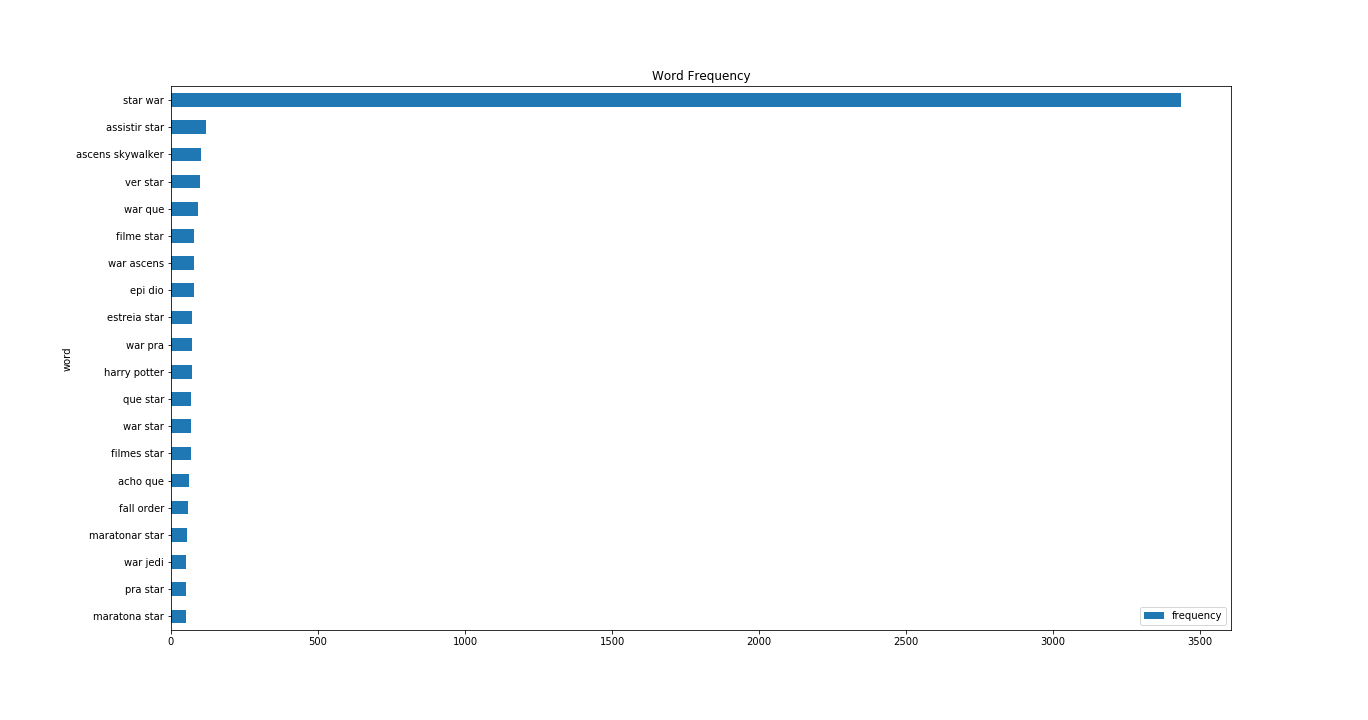 Word Frequency
star war
assistir star
ascens skywalker
ver star
war que
filme star
war ascens
epi dio
estreia star
war pra
harry potter
que star
war star
filmes star
acho que
fall order
maratonar star
war jedi
pra star
maratona star
word
frequency
0 500 1000 1500 2000 2500 3000 3500